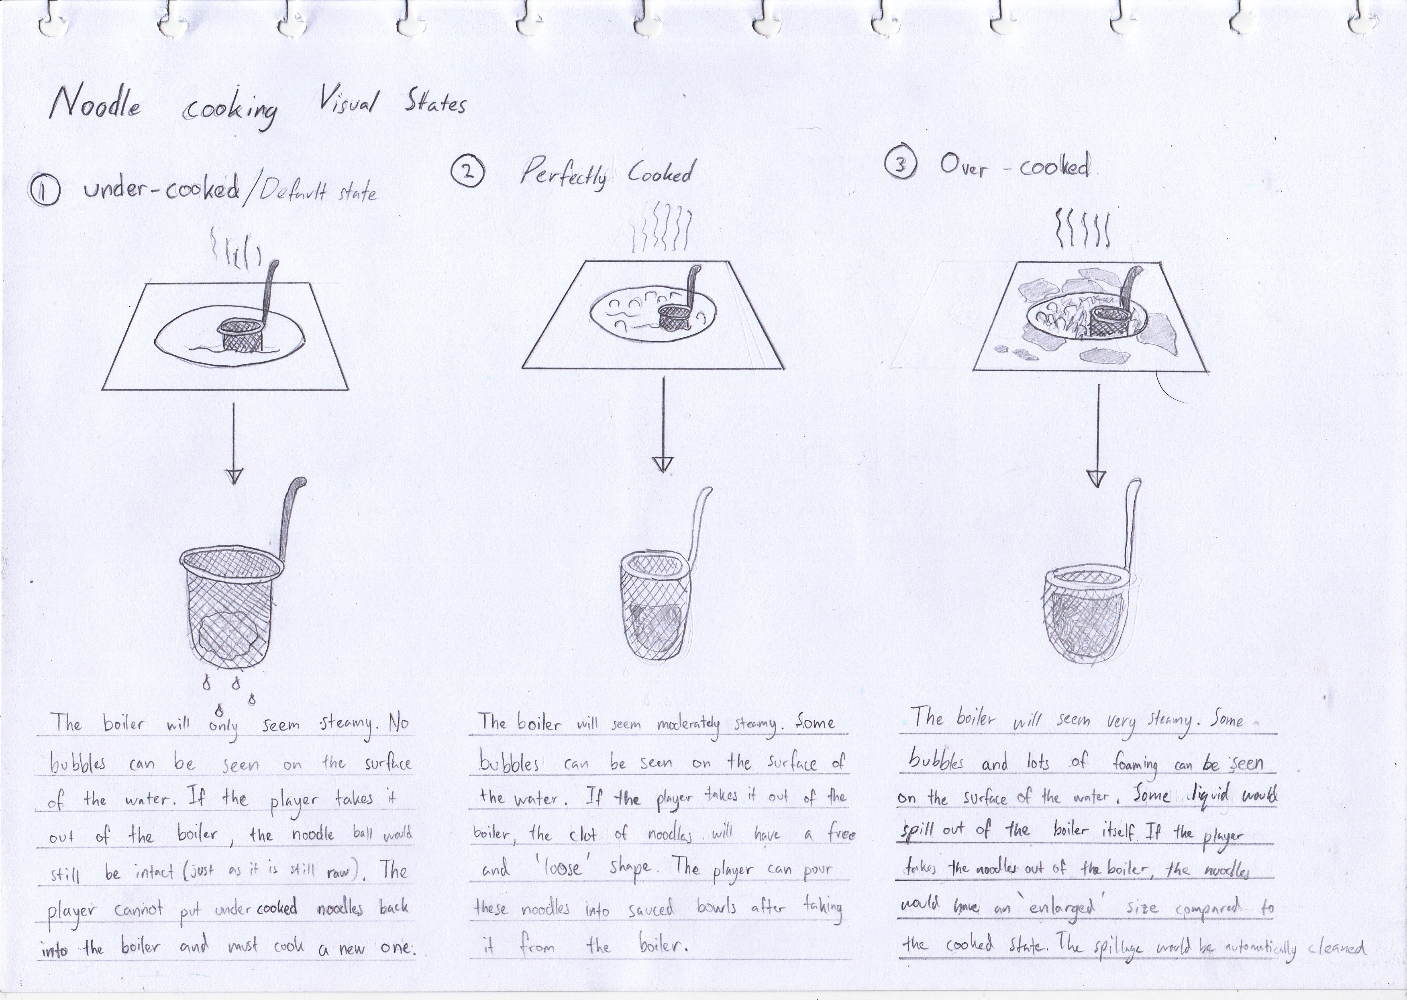 Noodle cooking Visual States
① under-cooked/Default state
The boiler will only seem steamy. No
bubbles can be seen on the surface
of the water. If the player takes it
out of the boiler, the noodle ball would
still be intact (just as it is still raw). The
player cannot put undercooked noodles back
into the boiler and must cook a new one.
② Perfectly Cooked
The boiler will seem moderately steamy. Some
bubbles can be seen on the surface of
the water. If the player takes it out of the
boiler, the clot of noodles will have a free
and 'loose' shape. The player can pour
these noodles into sauced bowls after taking
it from the boiler.
③ Over-cooked
The boiler will seem very steamy. Some
bubbles and lots of foaming can be seen
on the surface of the water. Some liquid would
spill out of the boiler itself. If the player
takes the noodles out of the boiler, the noodles
would have an 'enlarged' size compared to
the cooked state. The spillage would be automatically cleaned